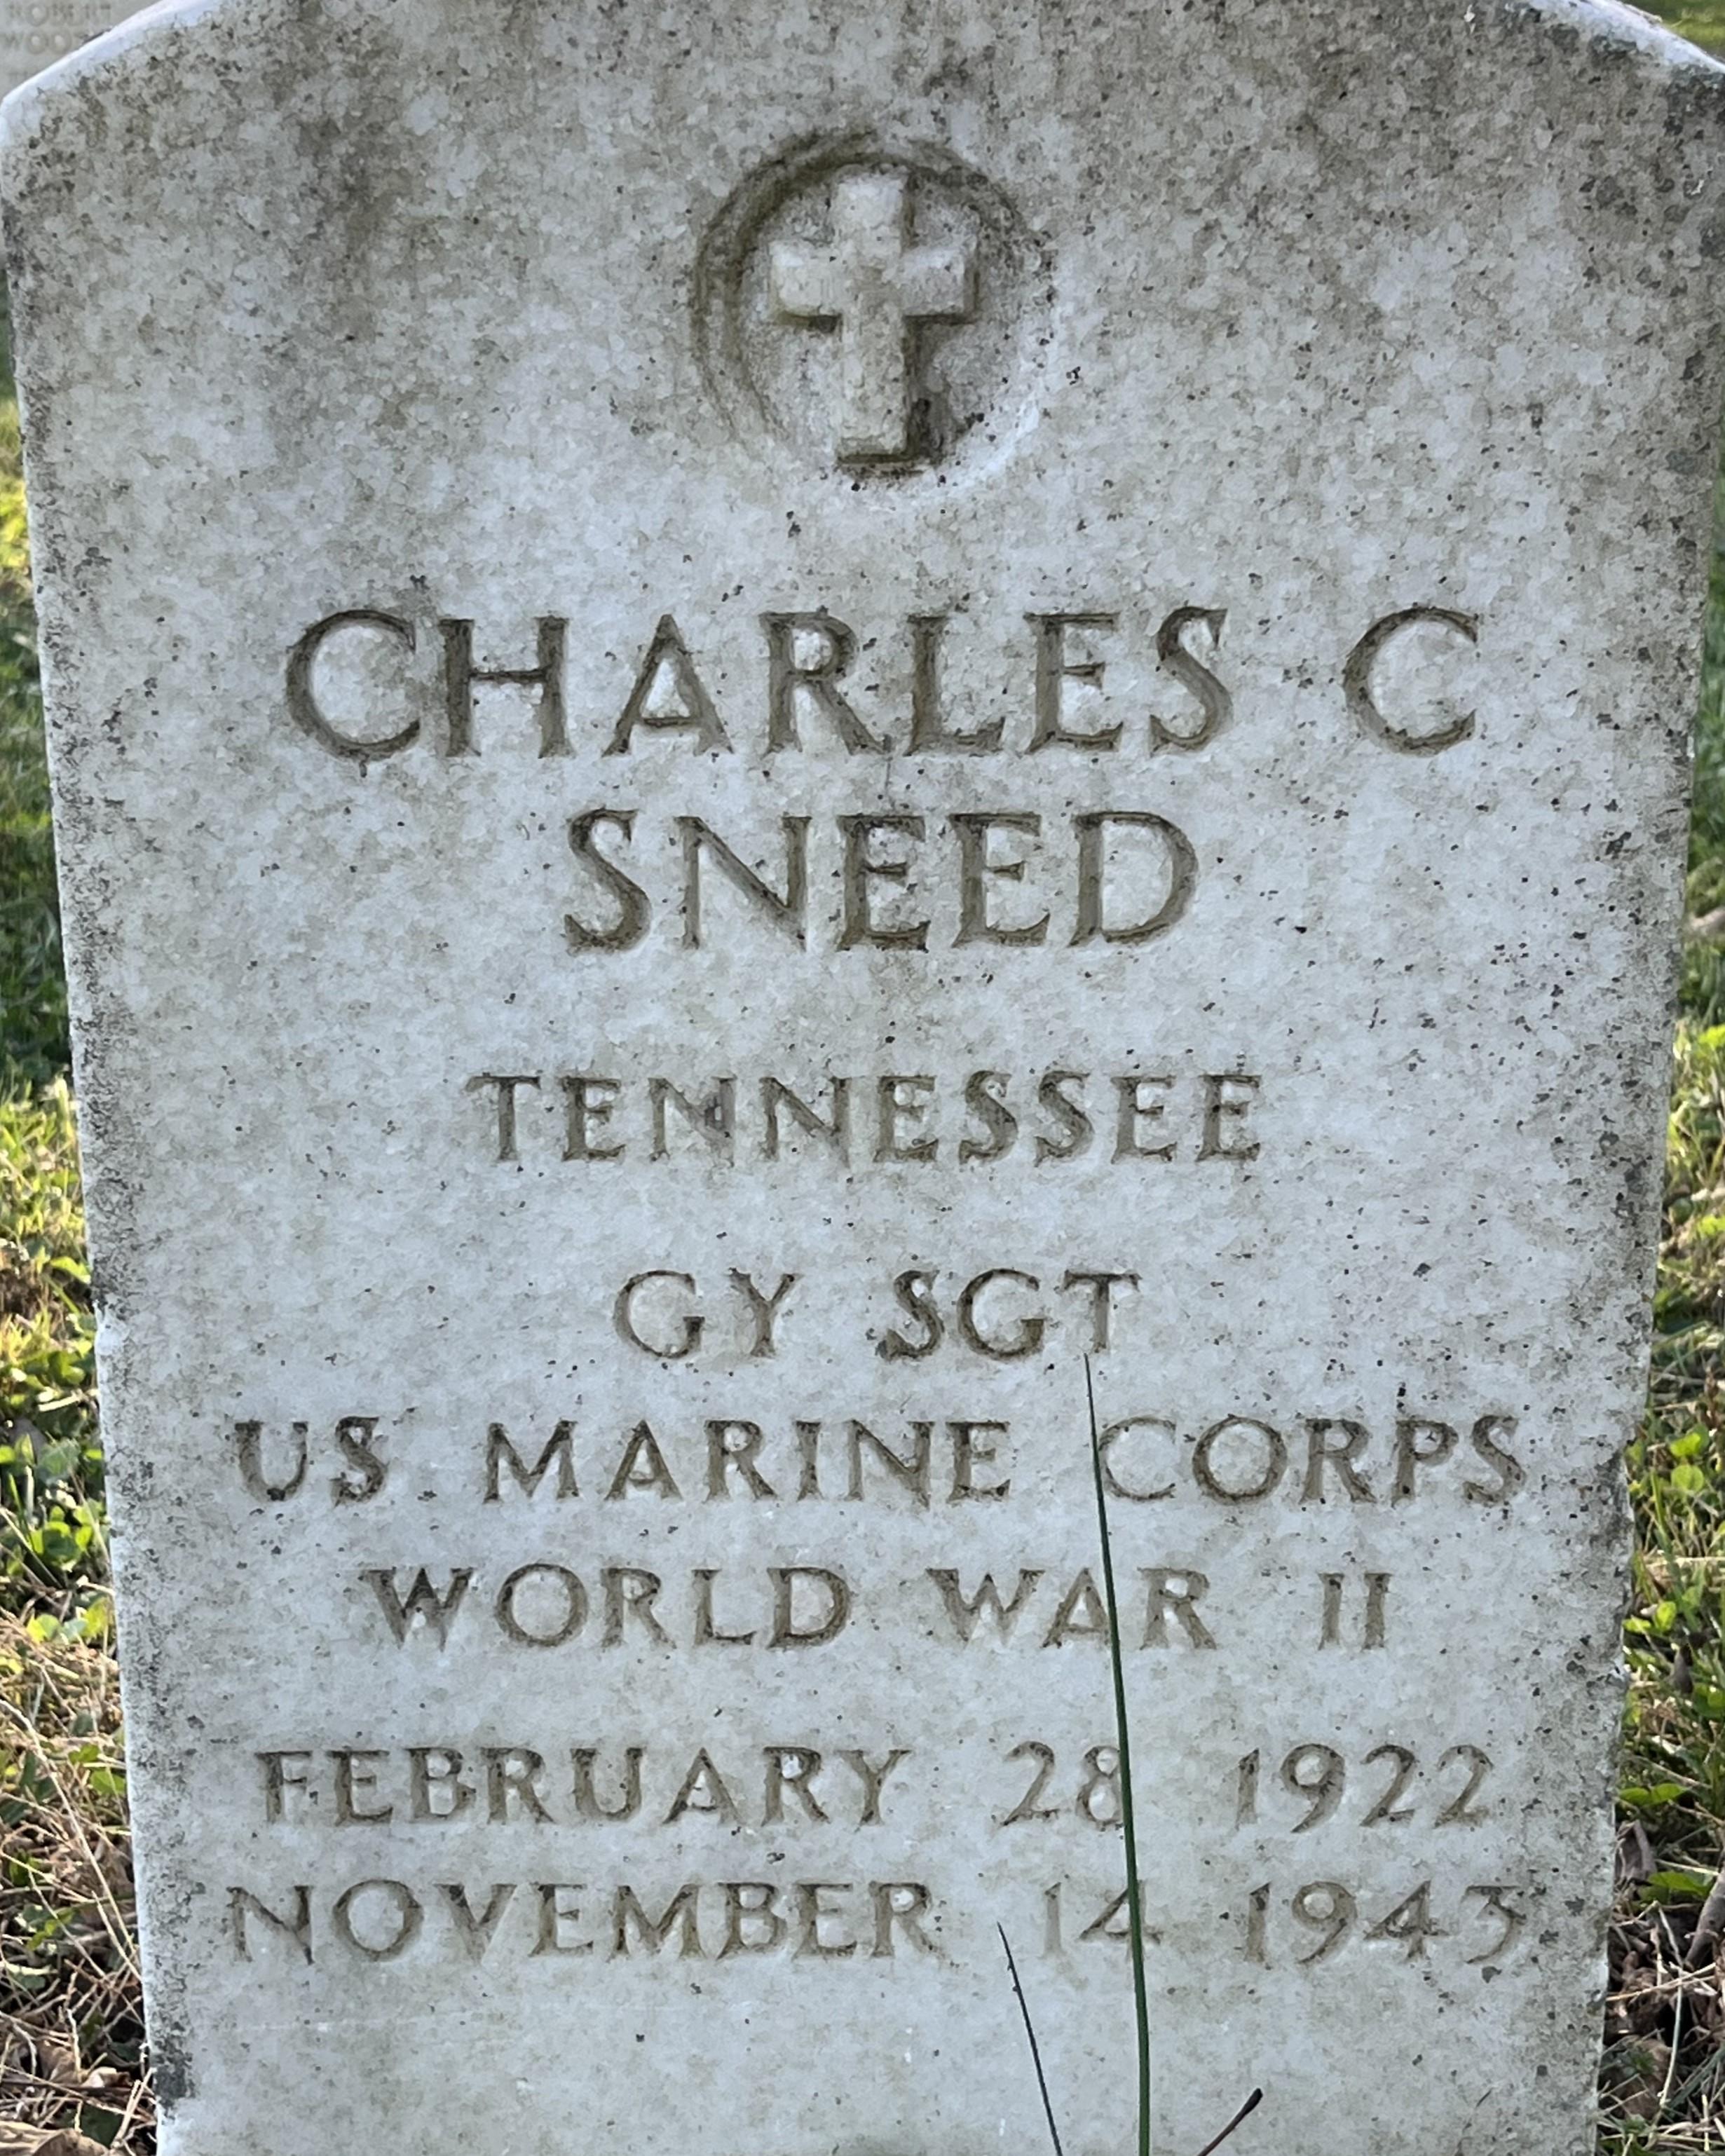 CHARLES C
SNEED
TENNESSEE
GY SGT
US MARINE CORPS
WORLD WAR II
FEBRUARY 28 1922
NOVEMBER 14 1943